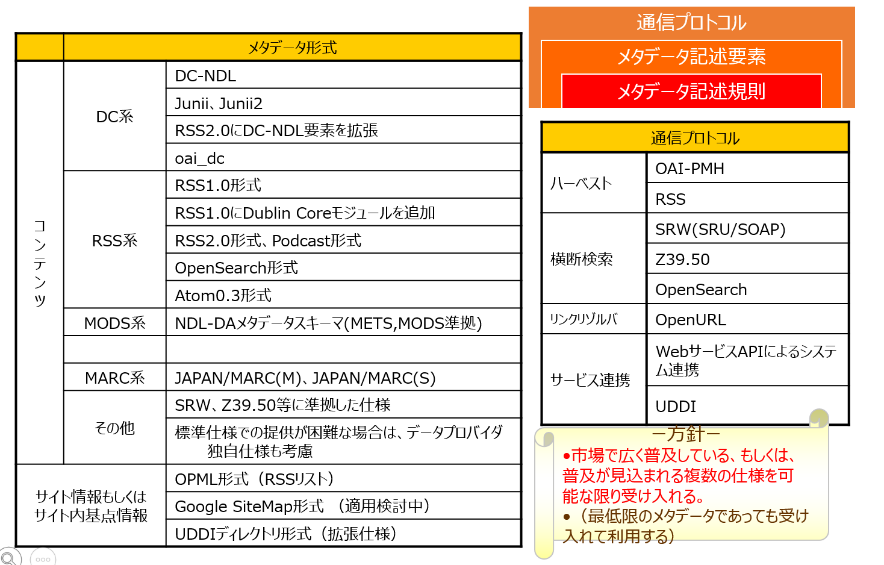 メタデータ形式
コンテンツ
DC系
DC-NDL
Junii、Junii2
RSS2.0にDC-NDL要素を拡張
oai_dc
RSS系
RSS1.0形式
RSS1.0にDublin Coreモジュールを追加
RSS2.0形式、Podcast形式
OpenSearch形式
Atom0.3形式
MODS系
NDL-DAメタデータスキーマ(METS,MODS準拠)
MARC系
JAPAN/MARC(M)、JAPAN/MARC(S)
その他
SRW、Z39.50等に準拠した仕様
標準仕様での提供が困難な場合は、データプロバイダ
独自仕様も考慮
サイト情報もしくは
サイト内基点情報
OPML形式（RSSリスト）
Google SiteMap形式 （適用検討中）
UDDIディレクトリ形式（拡張仕様）
通信プロトコル
メタデータ記述要素
メタデータ記述規則
通信プロトコル
ハーベスト
OAI-PMH
RSS
横断検索
SRW(SRU/SOAP)
Z39.50
OpenSearch
リンクリゾルバ
OpenURL
サービス連携
WebサービスAPIによるシステ
ム連携
UDDI
－方針－
•市場で広く普及している、もしくは、
普及が見込まれる複数の仕様を可
能な限り受け入れる。
•（最低限のメタデータであっても受け
入れて利用する）